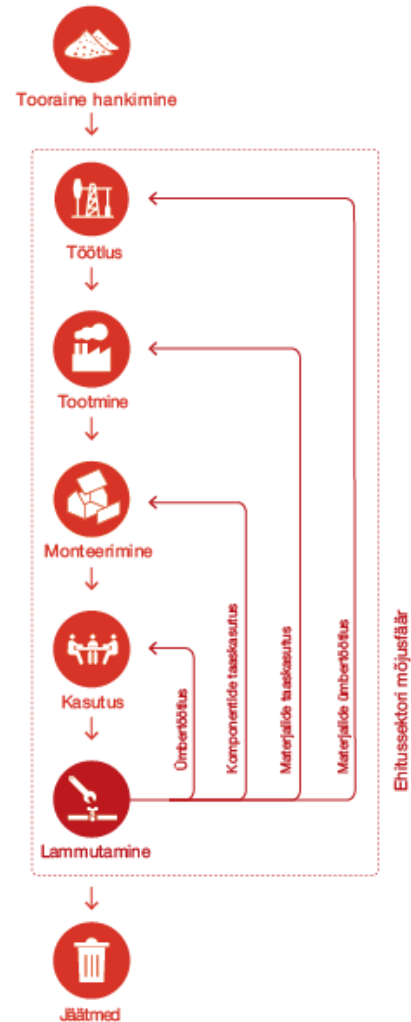 Tooraine hankimine
Töötlus
Tootmine
Monteerimine
Kasutus
Lammutamine
Jäätmed
Ümbertöötlus
Komponentide taaskasutus
Materjalide taaskasutus
Materjalide ümbertöötlus
Ehitussektori mõjusfäär